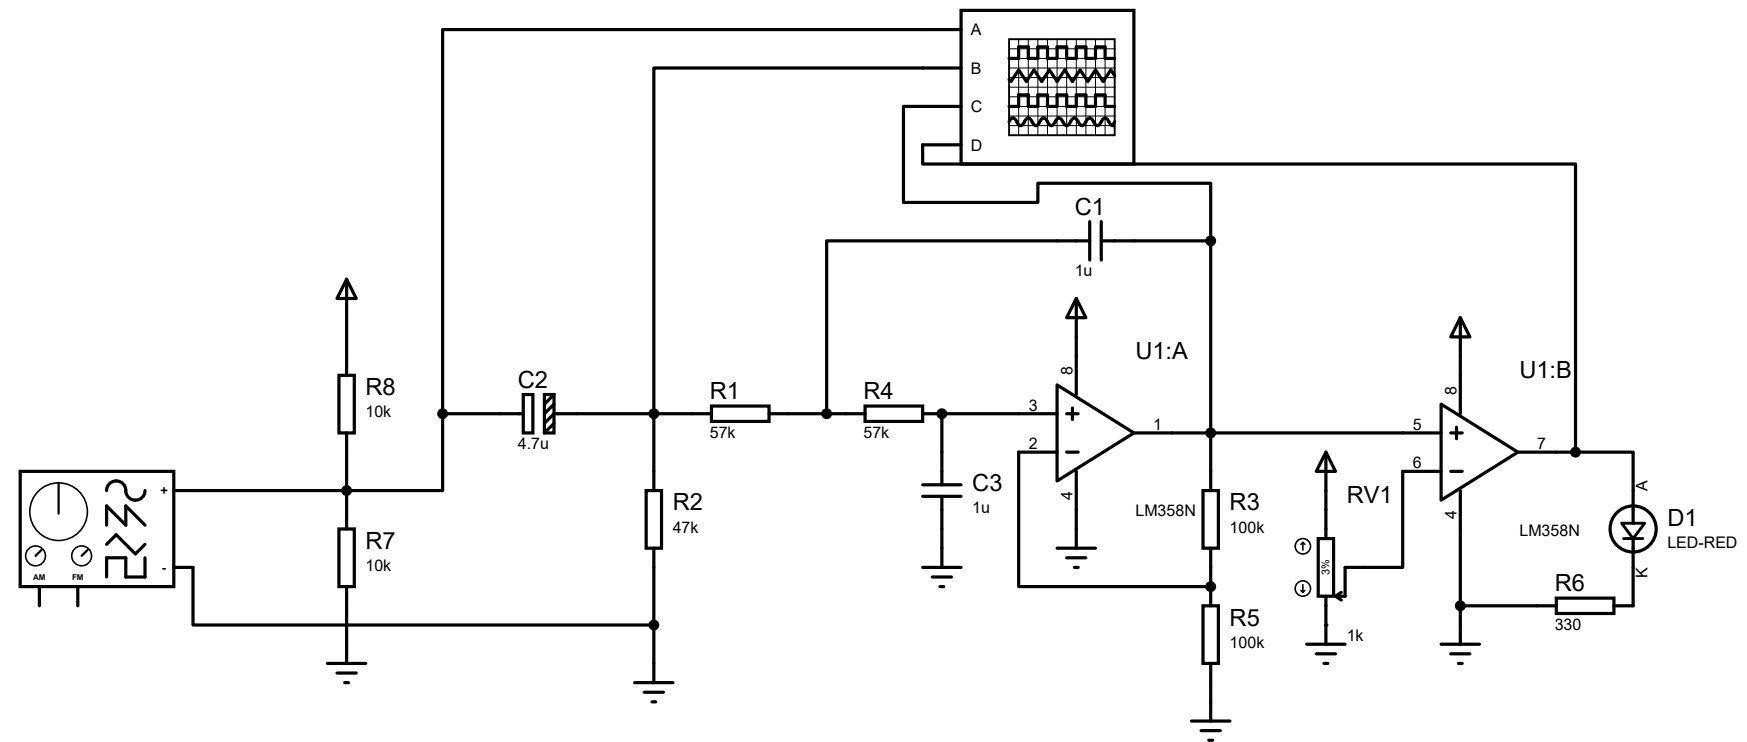 A
B
C
D
C1
1u
R8
10k
C2
4.7u
R1
57k
R4
57k
U1:A
8
3
2
1
4
LM358N
C3
1u
R2
47k
R3
100k
R5
100k
R7
10k
+
-
AM
FM
RV1
3%
1k
U1:B
8
5
6
7
4
LM358N
A
D1
LED-RED
K
R6
330